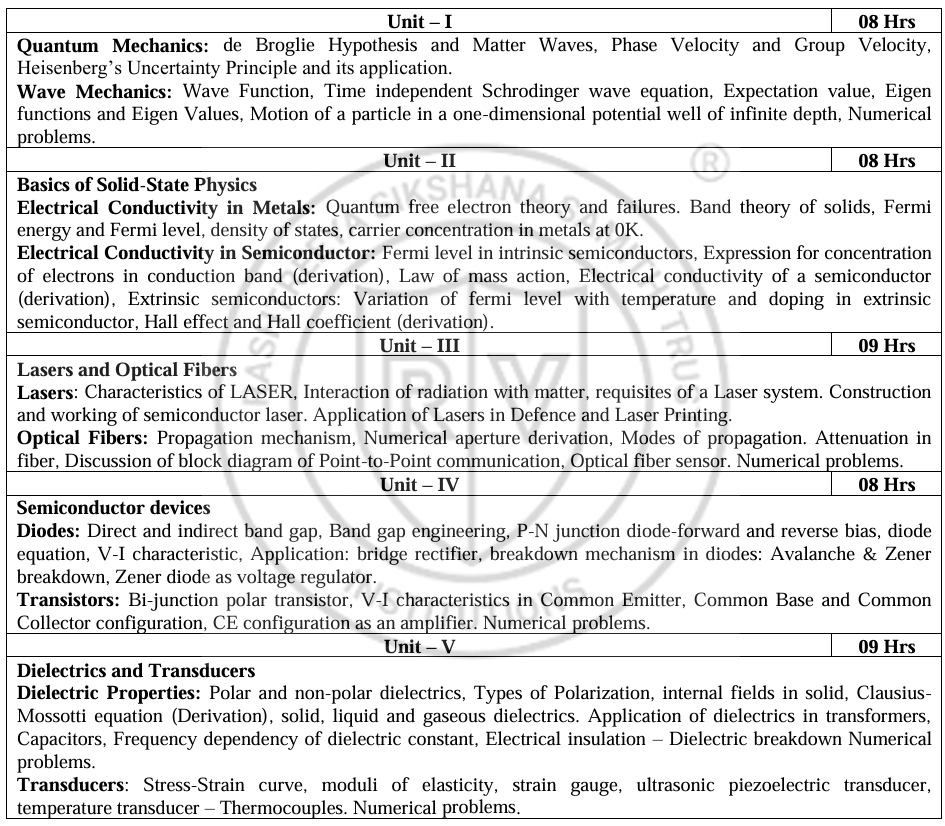 Unit – I 08 Hrs
Quantum Mechanics: de Broglie Hypothesis and Matter Waves, Phase Velocity and Group Velocity,
Heisenberg's Uncertainty Principle and its application.
Wave Mechanics: Wave Function, Time independent Schrodinger wave equation, Expectation value, Eigen
functions and Eigen Values, Motion of a particle in a one-dimensional potential well of infinite depth, Numerical
problems.
Unit – II 08 Hrs
Basics of Solid-State Physics
Electrical Conductivity in Metals: Quantum free electron theory and failures. Band theory of solids, Fermi
energy and Fermi level, density of states, carrier concentration in metals at 0K.
Electrical Conductivity in Semiconductor: Fermi level in intrinsic semiconductors, Expression for concentration
of electrons in conduction band (derivation), Law of mass action, Electrical conductivity of a semiconductor
(derivation), Extrinsic semiconductors: Variation of fermi level with temperature and doping in extrinsic
semiconductor, Hall effect and Hall coefficient (derivation).
Unit – III 09 Hrs
Lasers and Optical Fibers
Lasers: Characteristics of LASER, Interaction of radiation with matter, requisites of a Laser system. Construction
and working of semiconductor laser. Application of Lasers in Defence and Laser Printing.
Optical Fibers: Propagation mechanism, Numerical aperture derivation, Modes of propagation. Attenuation in
fiber, Discussion of block diagram of Point-to-Point communication, Optical fiber sensor. Numerical problems.
Unit – IV 08 Hrs
Semiconductor devices
Diodes: Direct and indirect band gap, Band gap engineering, P-N junction diode-forward and reverse bias, diode
equation, V-I characteristic, Application: bridge rectifier, breakdown mechanism in diodes: Avalanche & Zener
breakdown, Zener diode as voltage regulator.
Transistors: Bi-junction polar transistor, V-I characteristics in Common Emitter, Common Base and Common
Collector configuration, CE configuration as an amplifier. Numerical problems.
Unit – V 09 Hrs
Dielectrics and Transducers
Dielectric Properties: Polar and non-polar dielectrics, Types of Polarization, internal fields in solid, Clausius-
Mossotti equation (Derivation), solid, liquid and gaseous dielectrics. Application of dielectrics in transformers,
Capacitors, Frequency dependency of dielectric constant, Electrical insulation – Dielectric breakdown Numerical
problems.
Transducers: Stress-Strain curve, moduli of elasticity, strain gauge, ultrasonic piezoelectric transducer,
temperature transducer – Thermocouples. Numerical problems.
RV
INSTITUTIONS
®